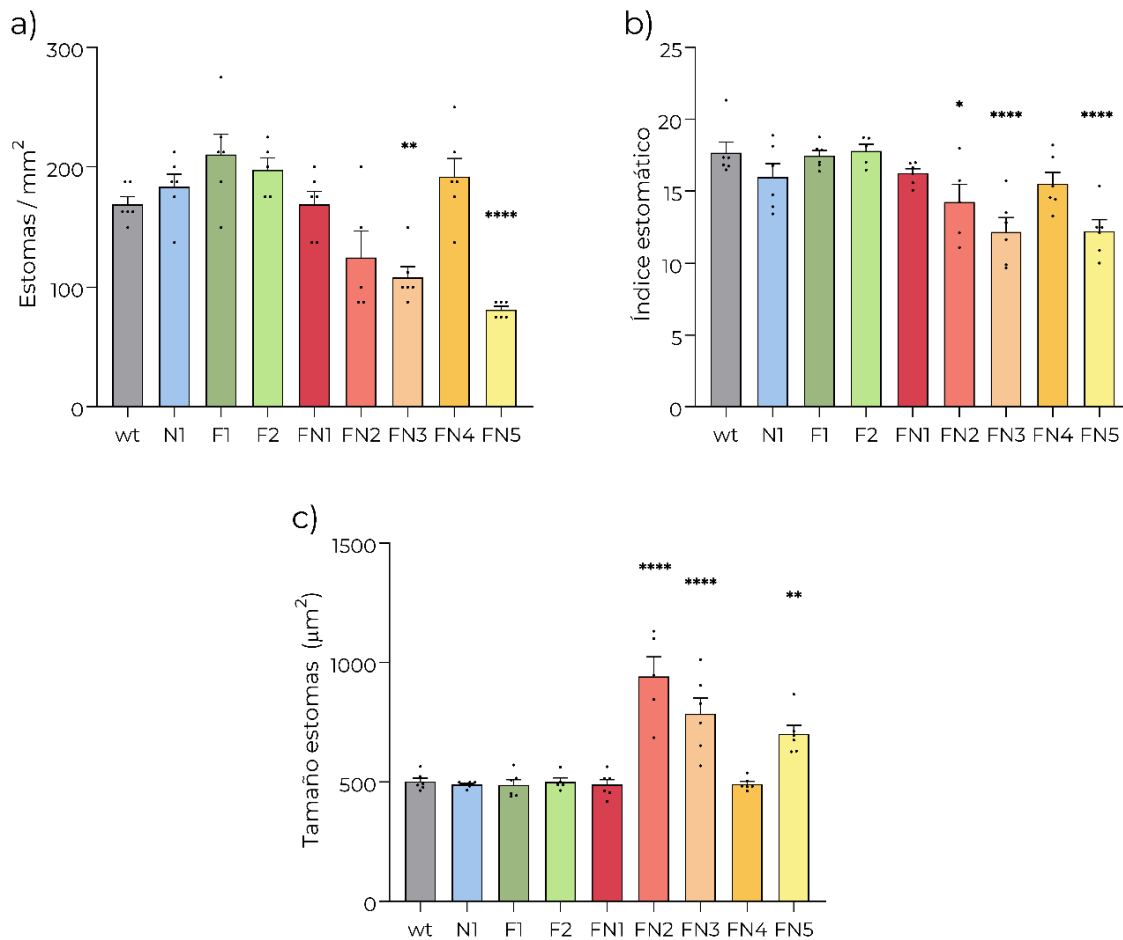 a)
Estomas / mm²
300
200
100
0
**
****
wt N1 F1 F2 FN1 FN2 FN3 FN4 FN5
b)
Índice estomático
25
20
15
10
5
0
* **** ****
wt N1 F1 F2 FN1 FN2 FN3 FN4 FN5
c)
Tamaño estomas (μm²)
1500
1000
500
0
****
****
**
wt N1 F1 F2 FN1 FN2 FN3 FN4 FN5